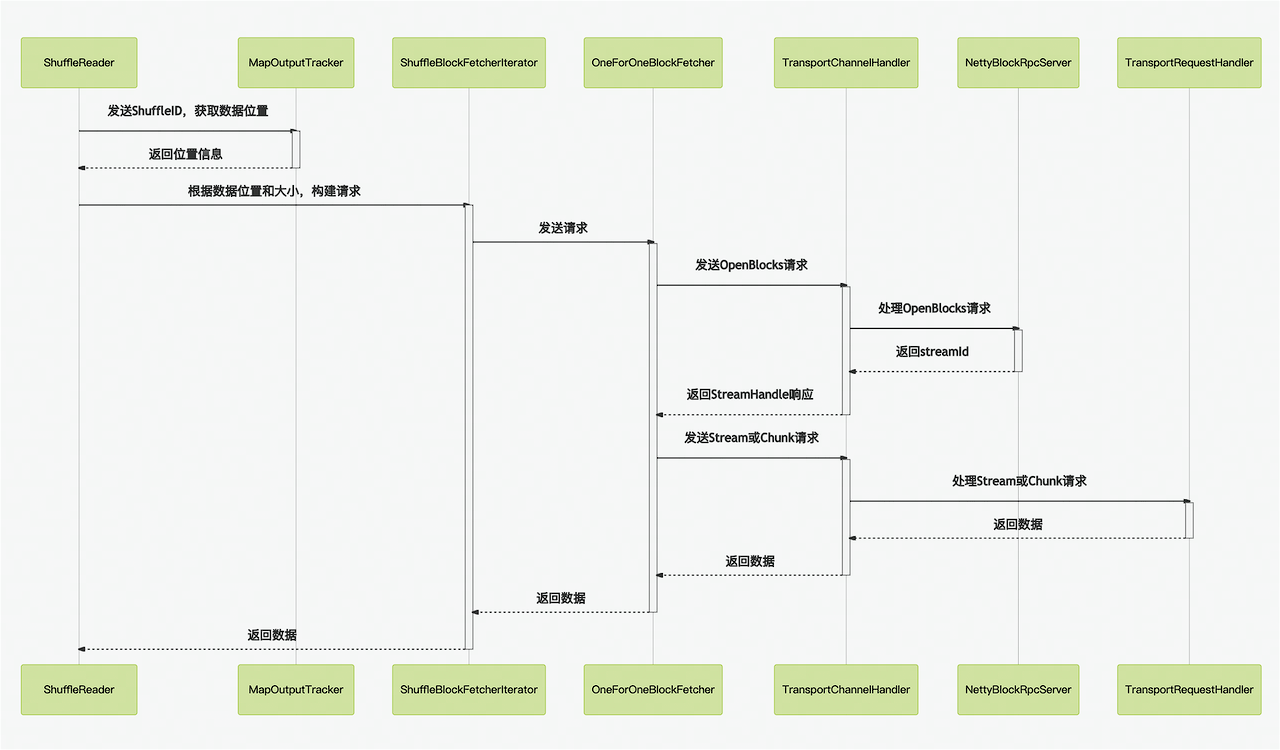 ShuffleReader
MapOutputTracker
ShuffleBlockFetcherIterator
OneForOneBlockFetcher
TransportChannelHandler
NettyBlockRpcServer
TransportRequestHandler
发送ShuffleID，获取数据位置
返回位置信息
根据数据位置和大小，构建请求
发送请求
发送OpenBlocks请求
处理OpenBlocks请求
返回streamId
返回StreamHandle响应
发送Stream或Chunk请求
处理Stream或Chunk请求
返回数据
返回数据
返回数据
返回数据
ShuffleReader
MapOutputTracker
ShuffleBlockFetcherIterator
OneForOneBlockFetcher
TransportChannelHandler
NettyBlockRpcServer
TransportRequestHandler